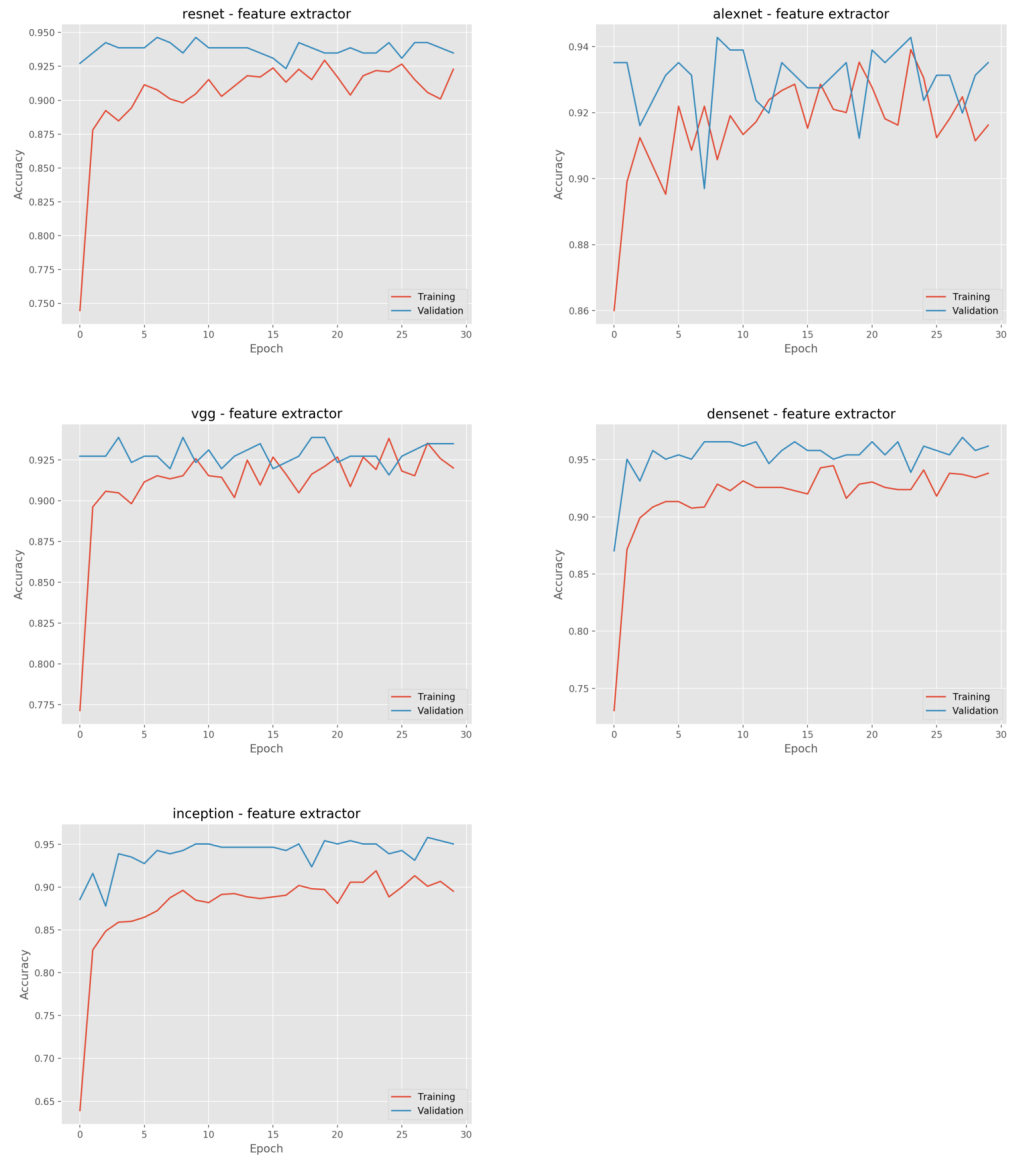 resnet - feature extractor
0.950
0.925
0.900
0.875
0.850
0.825
0.800
0.775
0.750
Accuracy
Training
Validation
0 5 10 15 20 25 30
Epoch
alexnet - feature extractor
0.94
0.92
0.90
0.88
0.86
Accuracy
Training
Validation
0 5 10 15 20 25 30
Epoch
vgg - feature extractor
0.925
0.900
0.875
0.850
0.825
0.800
0.775
Accuracy
Training
Validation
0 5 10 15 20 25 30
Epoch
densenet - feature extractor
0.95
0.90
0.85
0.80
0.75
Accuracy
Training
Validation
0 5 10 15 20 25 30
Epoch
inception - feature extractor
0.95
0.90
0.85
0.80
0.75
0.70
0.65
Accuracy
Training
Validation
0 5 10 15 20 25 30
Epoch